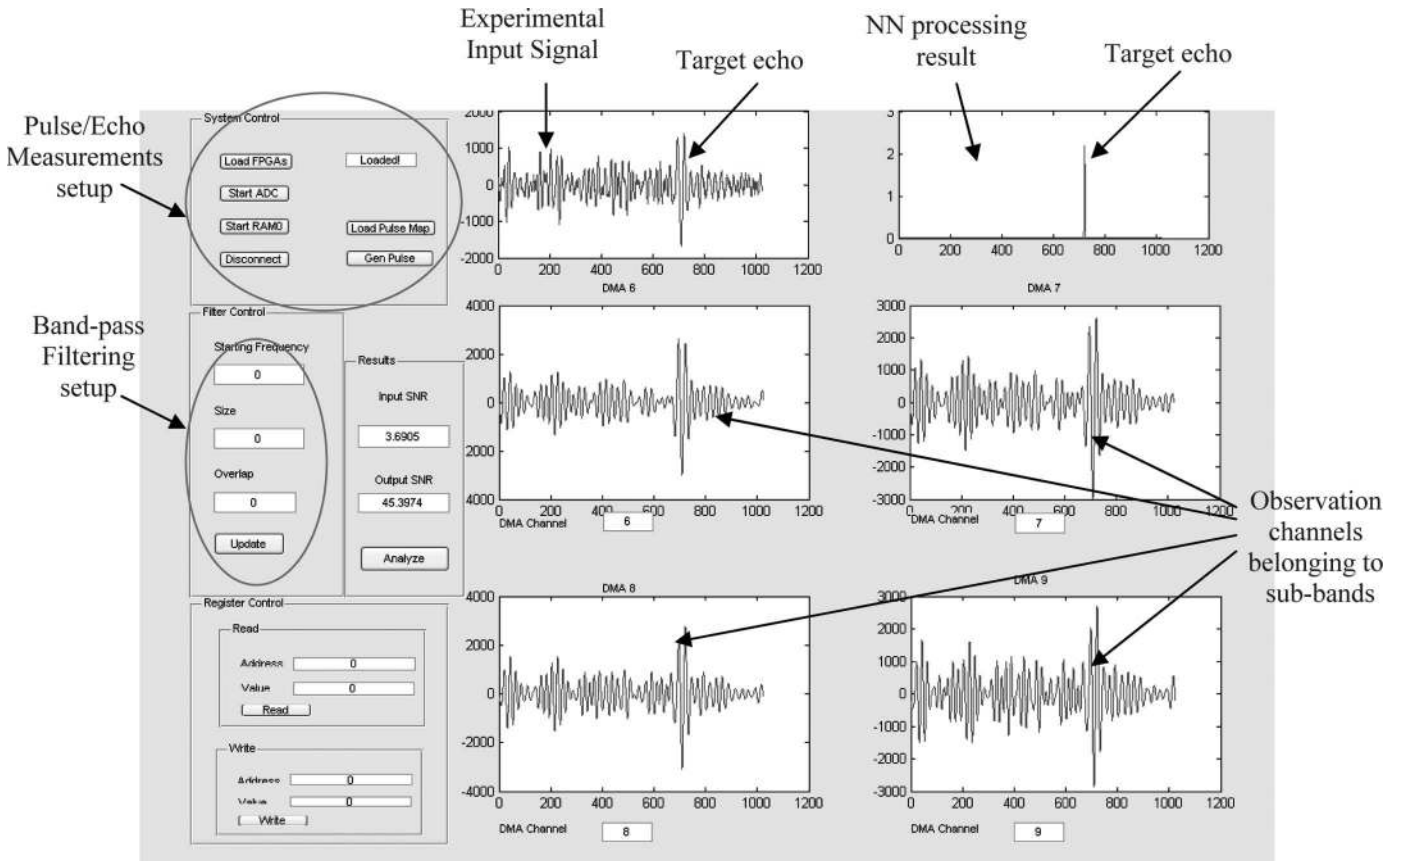 Experimental
Input Signal
Target echo
NN processing
result
Target echo
Pulse/Echo
Measurements
setup
Band-pass
Filtering
setup
System Control
Load FPGAs
Loaded!
Start ADC
Start RAM0
Load Pulse Map
Disconnect
Gen Pulse
Filter Control
Starting Frequency
0
Size
0
Overlap
0
Update
Results
Input SNR
3.6905
Output SNR
45.3974
Analyze
Register Control
Read
Address 0
Value 0
Read
Write
Address 0
Value 0
Write
2000
1000
0
-1000
-2000
0 200 400 600 800 1000 1200
3
2
1
0
0 200 400 600 800 1000 1200
DMA 6
4000
2000
0
2000
4000
0 200 400 600 800 1000 1200
DMA Channel 6
DMA 7
3000
2000
1000
0
-1000
-2000
-3000
0 200 400 600 800 1000 1200
DMA Channel 7
DMA 8
4000
2000
0
-2000
-4000
0 200 400 600 800 1000 1200
DMA Channel 8
DMA 9
3000
2000
1000
0
-1000
-2000
-3000
0 200 400 600 800 1000 1200
DMA Channel 9
Observation
channels
belonging to
sub-bands